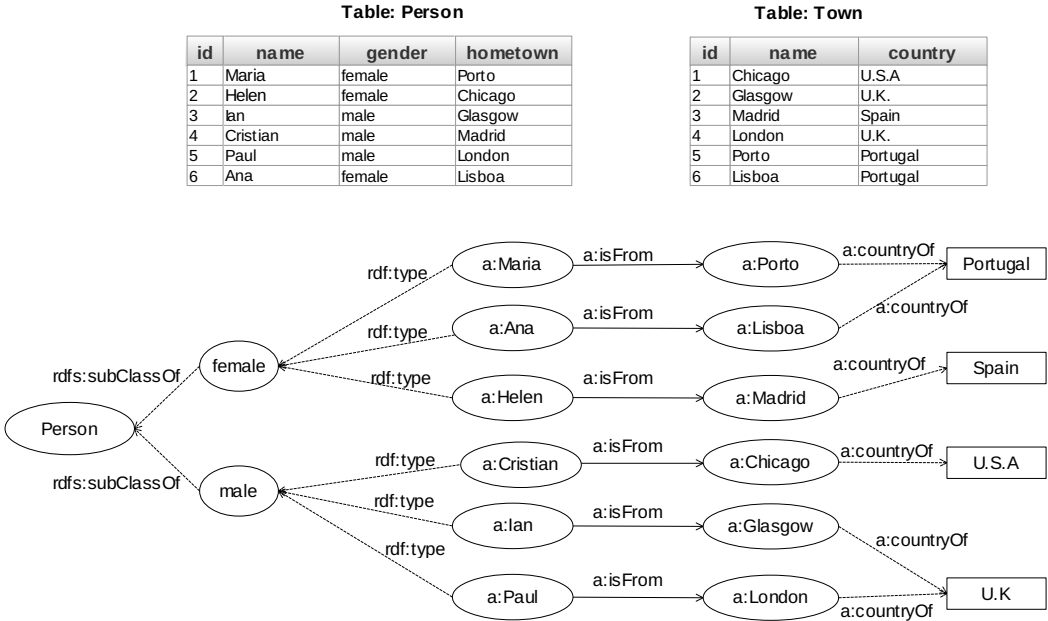 Table: Person
id name gender hometown
1 Maria female Porto
2 Helen female Chicago
3 Ian male Glasgow
4 Cristian male Madrid
5 Paul male London
6 Ana female Lisboa
Table: Town
id name country
1 Chicago U.S.A
2 Glasgow U.K.
3 Madrid Spain
4 London U.K.
5 Porto Portugal
6 Lisboa Portugal
rdf:type a:Maria a:isFrom a:Porto a:countryOf Portugal
rdf:type a:Ana a:isFrom a:Lisboa a:countryOf
female
rdfs:subClassOf
rdf:type a:Helen a:isFrom a:Madrid a:countryOf Spain
Person
rdf:type a:Cristian a:isFrom a:Chicago a:countryOf U.S.A
rdfs:subClassOf
male
rdf:type a:Ian a:isFrom a:Glasgow a:countryOf
rdf:type a:Paul a:isFrom a:London a:countryOf U.K